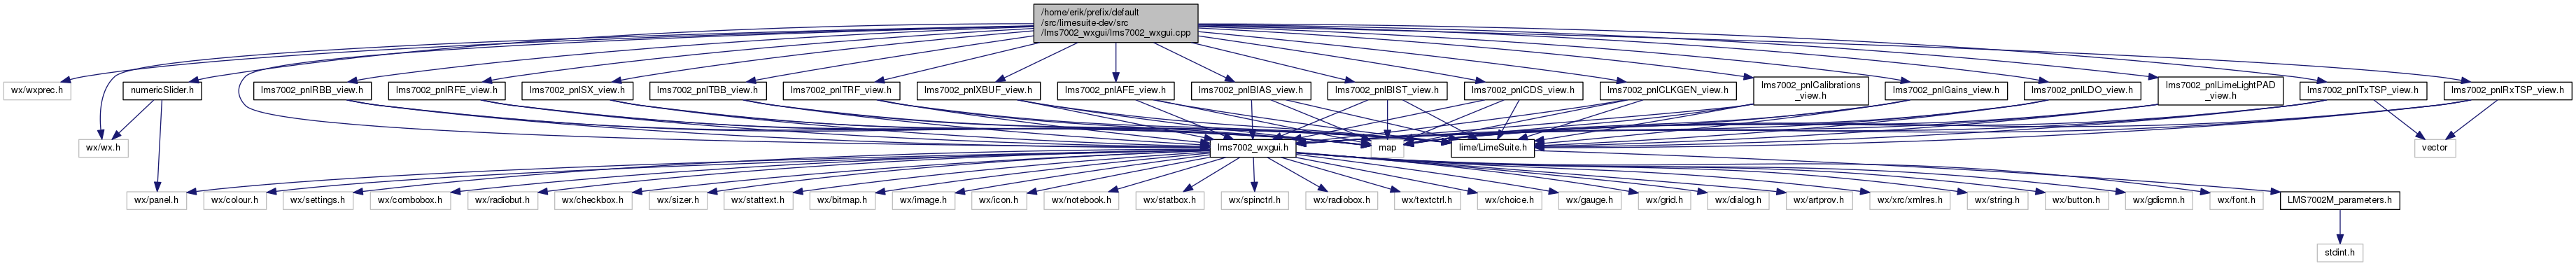 /home/erik/prefix/default
/src/limesuite-dev/src
/lms7002_wxgui/lms7002_wxgui.cpp
wx/wxprec.h
numericSlider.h
lms7002_pnlRBB_view.h
lms7002_pnlRFE_view.h
lms7002_pnlSX_view.h
lms7002_pnlTBB_view.h
lms7002_pnlTRF_view.h
lms7002_pnlXBUF_view.h
lms7002_pnlAFE_view.h
lms7002_pnlBIAS_view.h
lms7002_pnlBIST_view.h
lms7002_pnlCDS_view.h
lms7002_pnlCLKGEN_view.h
lms7002_pnlCalibrations
_view.h
lms7002_pnlGains_view.h
lms7002_pnlLDO_view.h
lms7002_pnlLimeLightPAD
_view.h
lms7002_pnlTxTSP_view.h
lms7002_pnlRxTSP_view.h
wx/wx.h
lms7002_wxgui.h
map
lime/LimeSuite.h
vector
wx/panel.h
wx/colour.h
wx/settings.h
wx/combobox.h
wx/radiobut.h
wx/checkbox.h
wx/sizer.h
wx/stattext.h
wx/bitmap.h
wx/image.h
wx/icon.h
wx/notebook.h
wx/statbox.h
wx/spinctrl.h
wx/radiobox.h
wx/textctrl.h
wx/choice.h
wx/gauge.h
wx/grid.h
wx/dialog.h
wx/artprov.h
wx/xrc/xmlres.h
wx/string.h
wx/button.h
wx/gdicmn.h
wx/font.h
LMS7002M_parameters.h
stdint.h